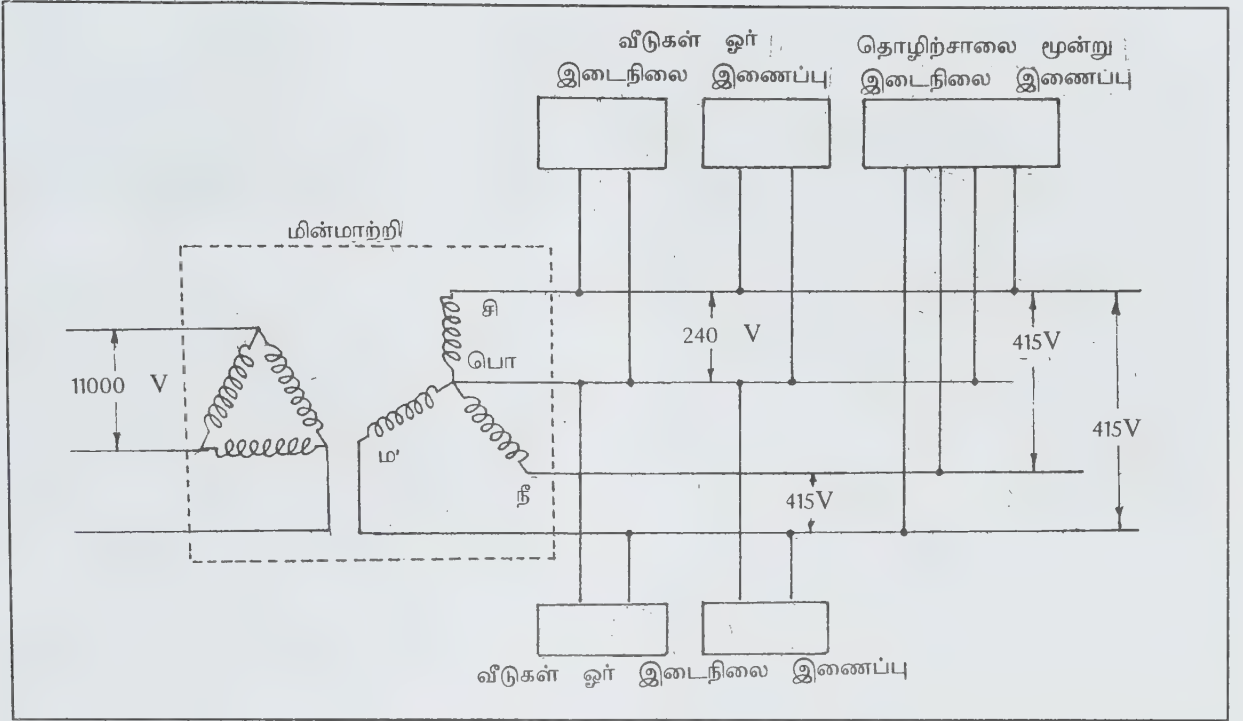 வீடுகள் ஓர்
இடைநிலை இணைப்பு
தொழிற்சாலை மூன்று
இடைநிலை இணைப்பு
மின்மாற்றி
சி
240 V
415V
பொ
11000 V
415V
ம
நீ
415V
வீடுகள் ஓர் இடைநிலை இணைப்பு